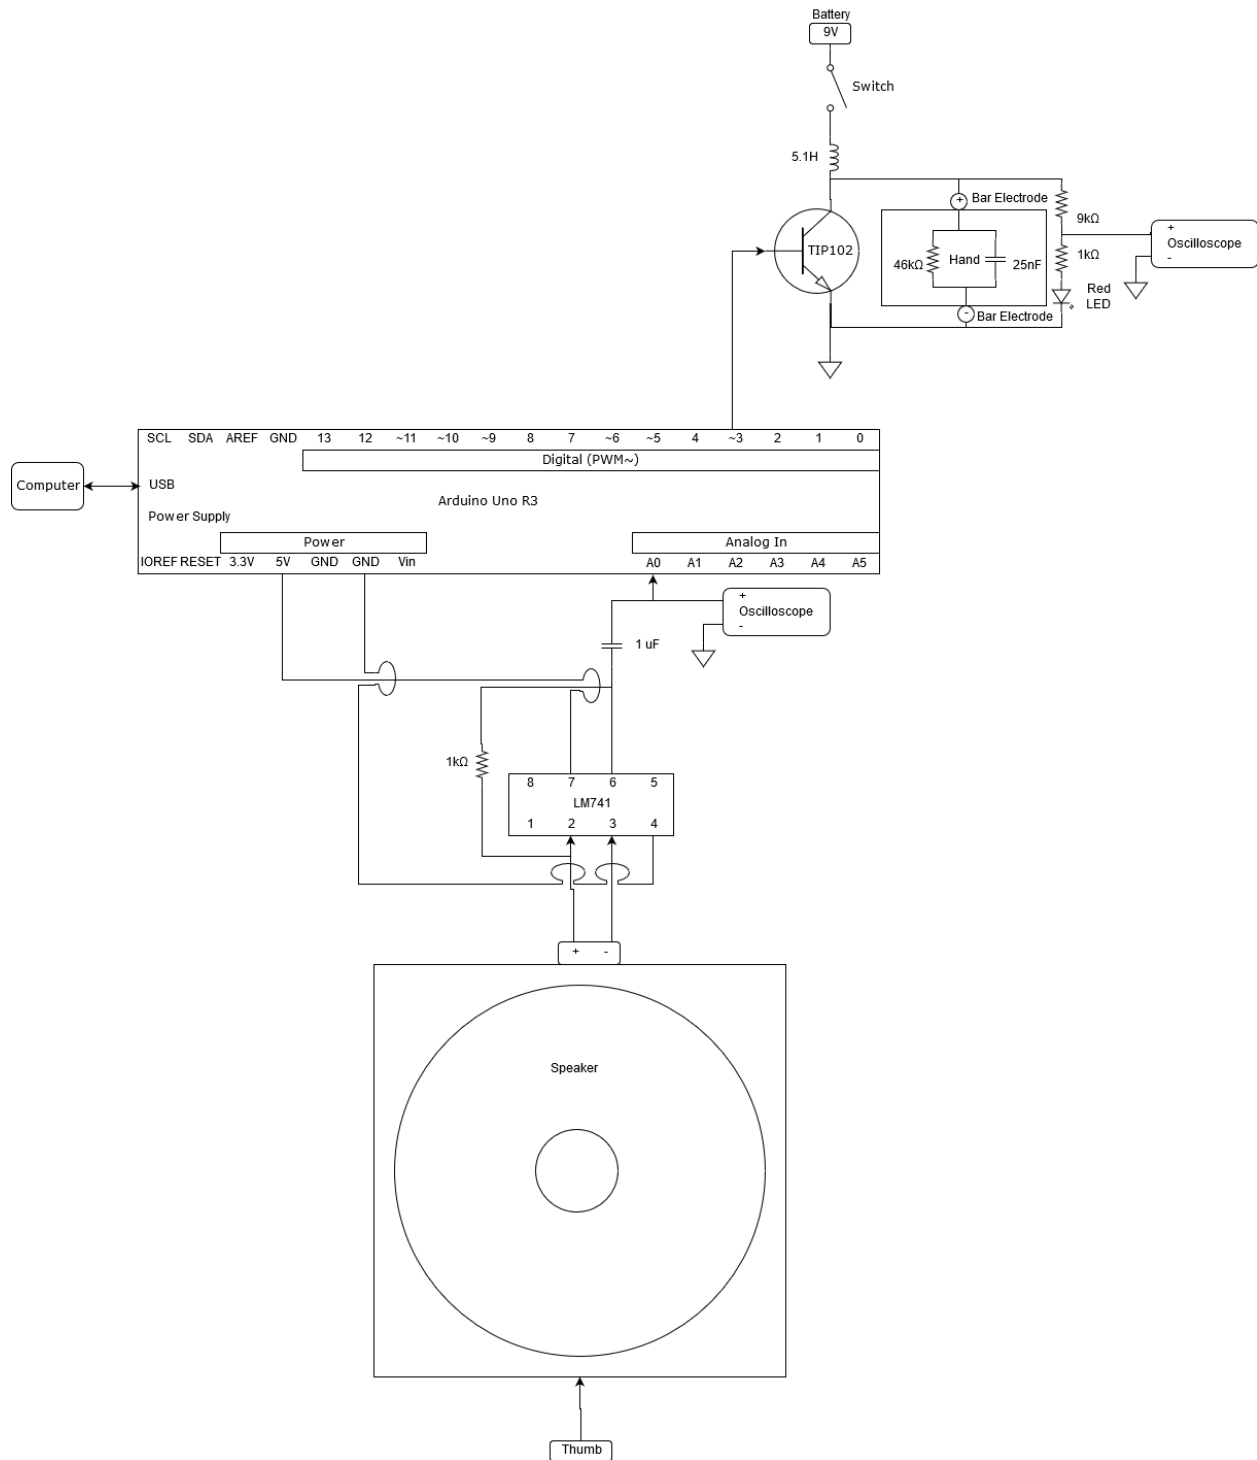 Battery
9V
Switch
5.1H
Bar Electrode
9kΩ
+
Oscilloscope
-
TIP102
46kΩ
Hand
25nF
1kΩ
Red
LED
+
-
Bar Electrode
SCL SDA AREF GND 13 12 ~11 ~10 ~9 8 7 ~6 ~5 4 ~3 2 1 0
Digital (PWM~)
Computer
USB
Arduino Uno R3
Power Supply
Power
Analog In
IOREF RESET 3.3V 5V GND GND Vin A0 A1 A2 A3 A4 A5
+
Oscilloscope
-
1 uF
1kΩ
8 7 6 5
LM741
1 2 3 4
+ -
Speaker
Thumb